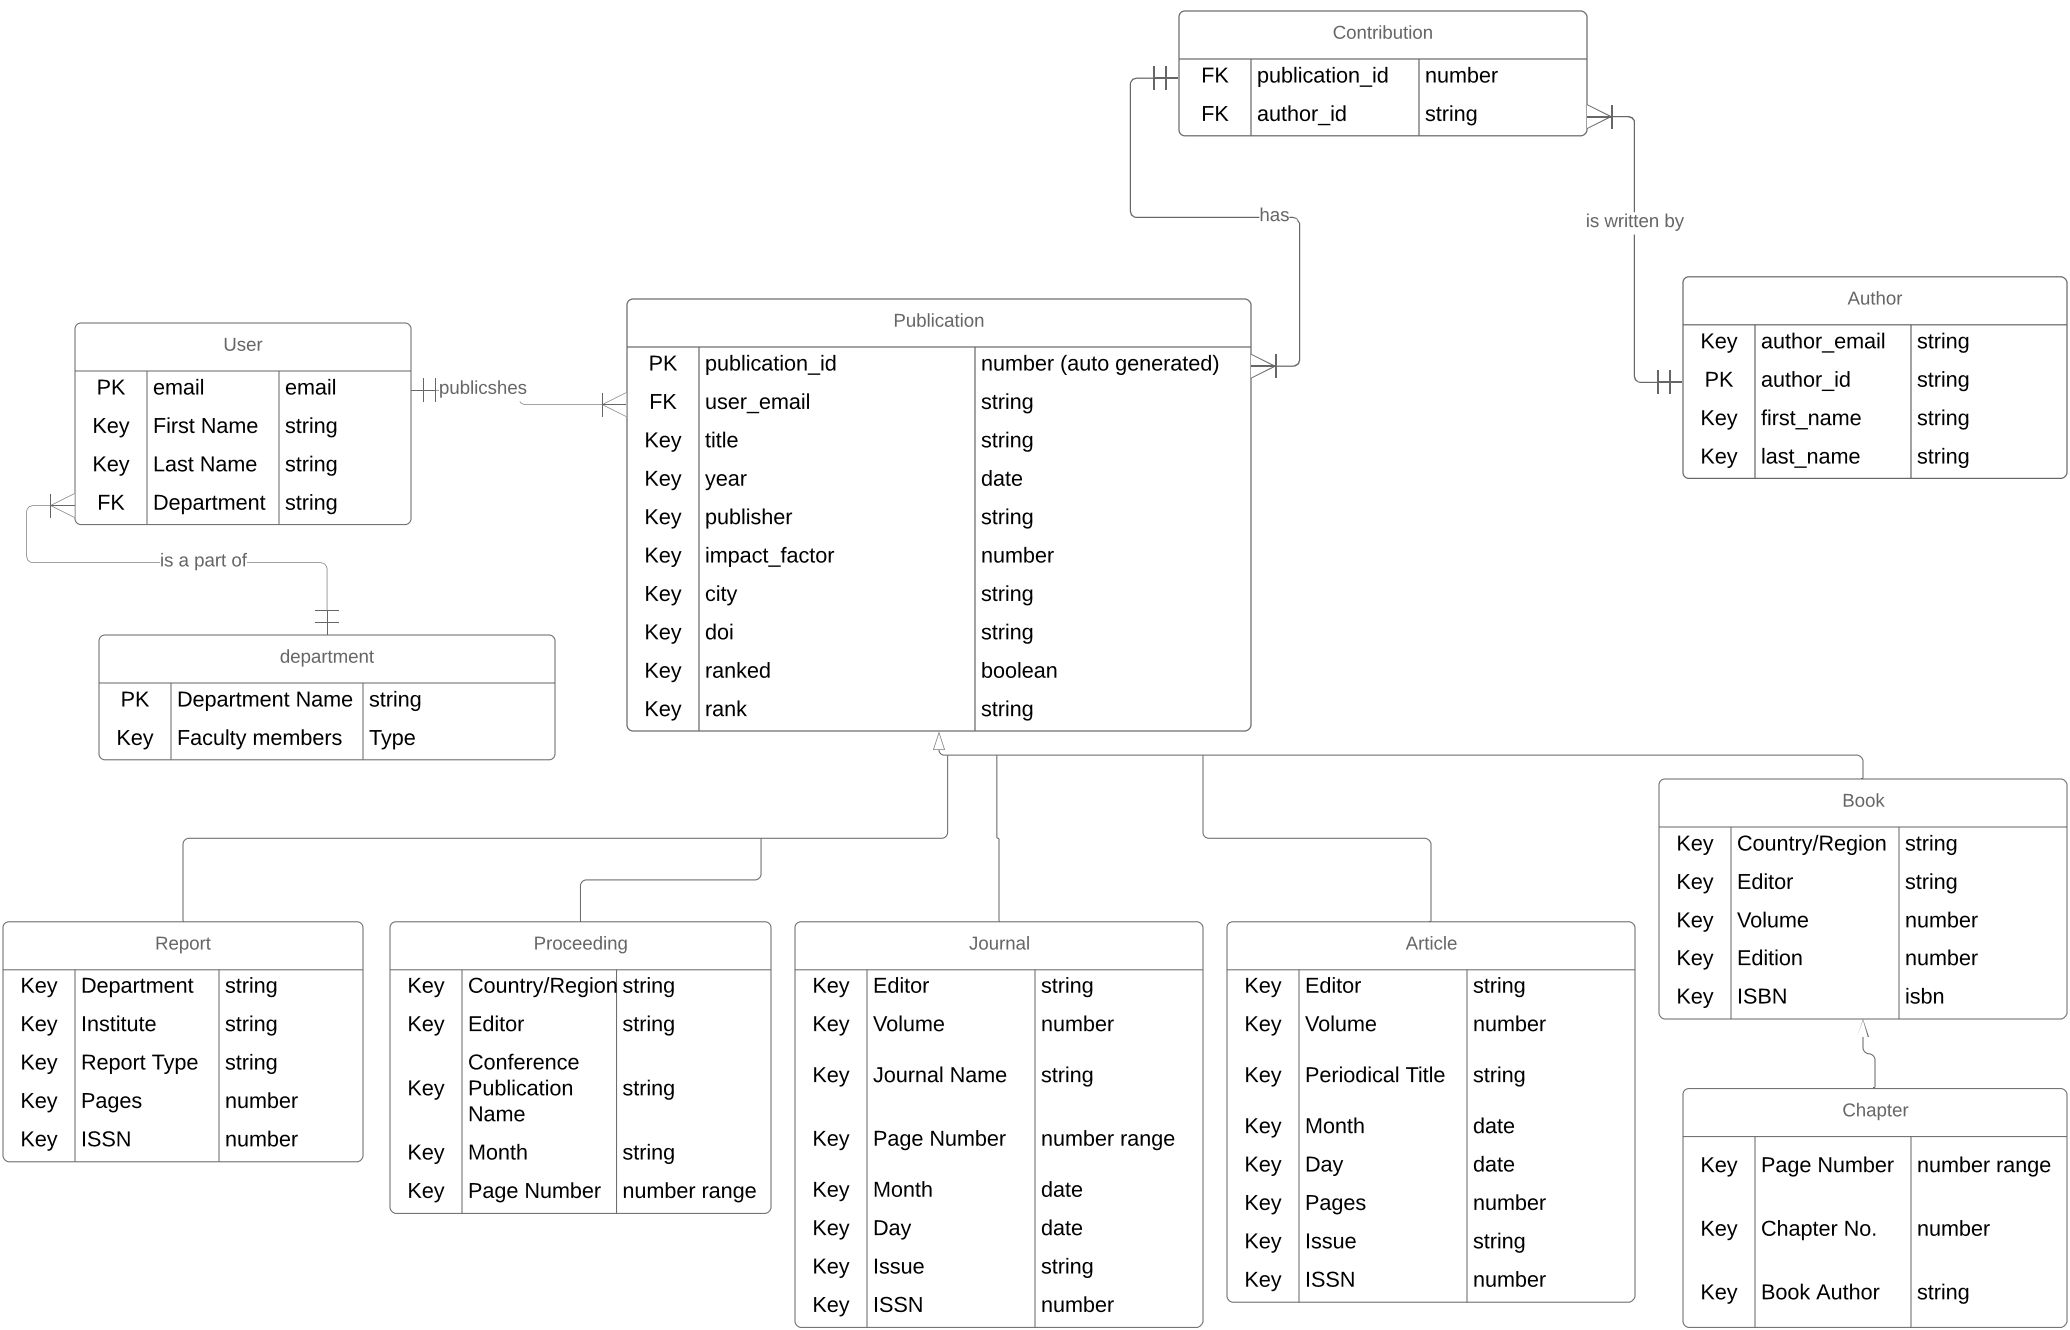 Contribution
FK publication_id number
FK author_id string
has
is written by
Author
Key author_email string
PK author_id string
Key first_name string
Key last_name string
Publication
PK publication_id number (auto generated)
FK user_email string
Key title string
Key year date
Key publisher string
Key impact_factor number
Key city string
Key doi string
Key ranked boolean
Key rank string
User
PK email email
Key First Name string
Key Last Name string
FK Department string
publicshes
is a part of
department
PK Department Name string
Key Faculty members Type
Book
Key Country/Region string
Key Editor string
Key Volume number
Key Edition number
Key ISBN isbn
Report
Key Department string
Key Institute string
Key Report Type string
Key Pages number
Key ISSN number
Proceeding
Key Country/Region string
Key Editor string
Conference
Key Publication string
Name
Key Month string
Key Page Number number range
Journal
Key Editor string
Key Volume number
Key Journal Name string
Key Page Number number range
Key Month date
Key Day date
Key Issue string
Key ISSN number
Article
Key Editor string
Key Volume number
Key Periodical Title string
Key Month date
Key Day date
Key Pages number
Key Issue string
Key ISSN number
Chapter
Key Page Number number range
Key Chapter No. number
Key Book Author string